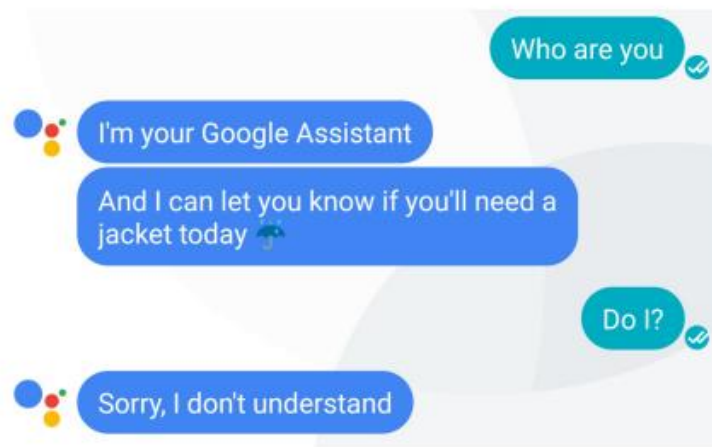 Who are you
I'm your Google Assistant
And I can let you know if you'll need a
jacket today ☔
Do I?
Sorry, I don't understand